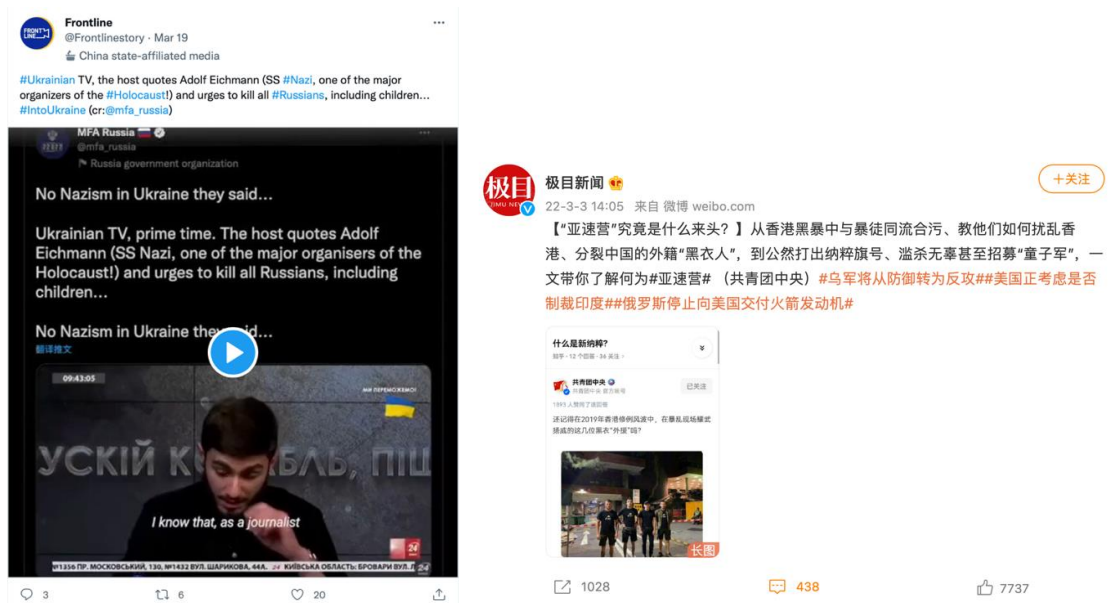 Frontline
@Frontlinestory · Mar 19
China state-affiliated media
#Ukrainian TV, the host quotes Adolf Eichmann (SS #Nazi, one of the major
organizers of the #Holocaust!) and urges to kill all #Russians, including children...
#IntoUkraine (cr:@mfa_russia)
MFA Russia
@mfa_russia
Russia government organization
No Nazism in Ukraine they said...
Ukrainian TV, prime time. The host quotes Adolf
Eichmann (SS Nazi, one of the major organisers of the
Holocaust!) and urges to kill all Russians, including
children...
No Nazism in Ukraine they said...
翻译推文
09:43:05
МИ ПЕРЕМОЖЕМО!
I know that, as a journalist
24
3
6
20
极目
JIMU NEWS
极目新闻
22-3-3 14:05 来自 微博 weibo.com
+关注
【“亚速营”究竟是什么来头？】从香港黑暴中与暴徒同流合污、教他们如何扰乱香
港、分裂中国的外籍“黑衣人”，到公然打出纳粹旗号、滥杀无辜甚至招募“童子军”，一
文带你了解何为#亚速营# （共青团中央）#乌军将从防御转为反攻##美国正考虑是否
制裁印度##俄罗斯停止向美国交付火箭发动机#
什么是新纳粹?
知乎 · 12 个回答 · 36 关注
共青团中央
已关注
还记得在2019年香港修例风波中，在暴乱现场耀武
扬威的这几位黑衣“外援”吗?
长图
1028
438
7737